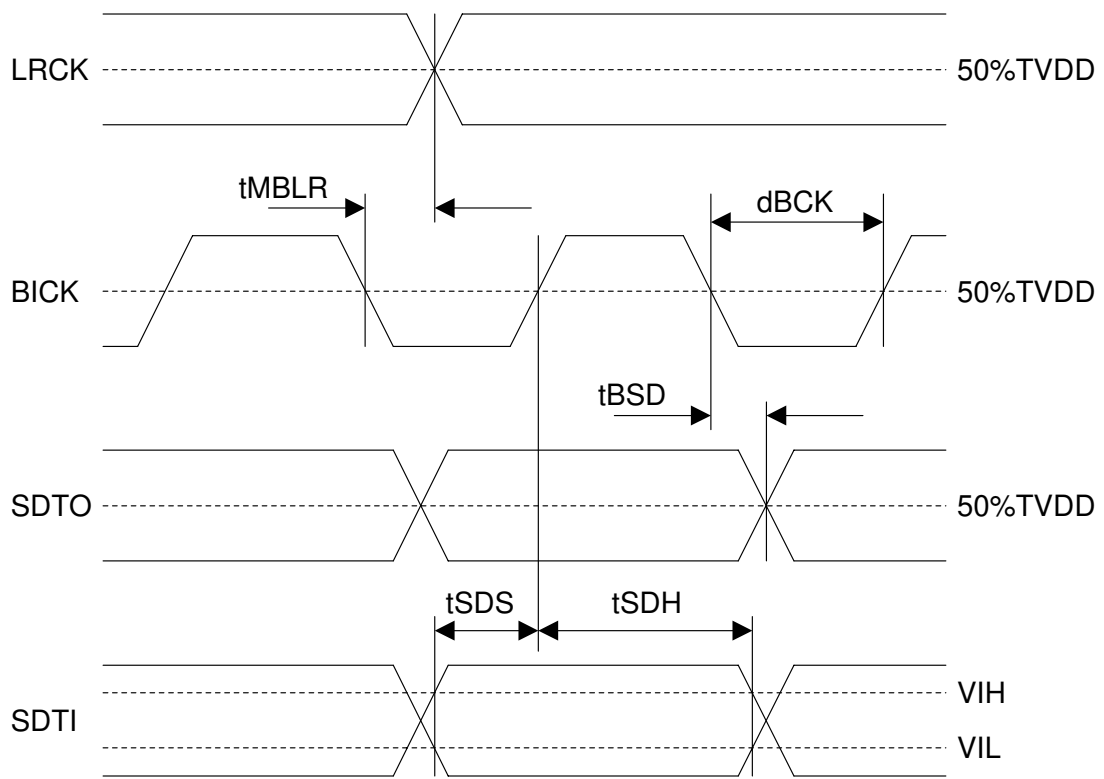 LRCK 50%TVDD
tMBLR dBCK
BICK 50%TVDD
tBSD
SDTO 50%TVDD
tSDS tSDH
VIH
SDTI
VIL